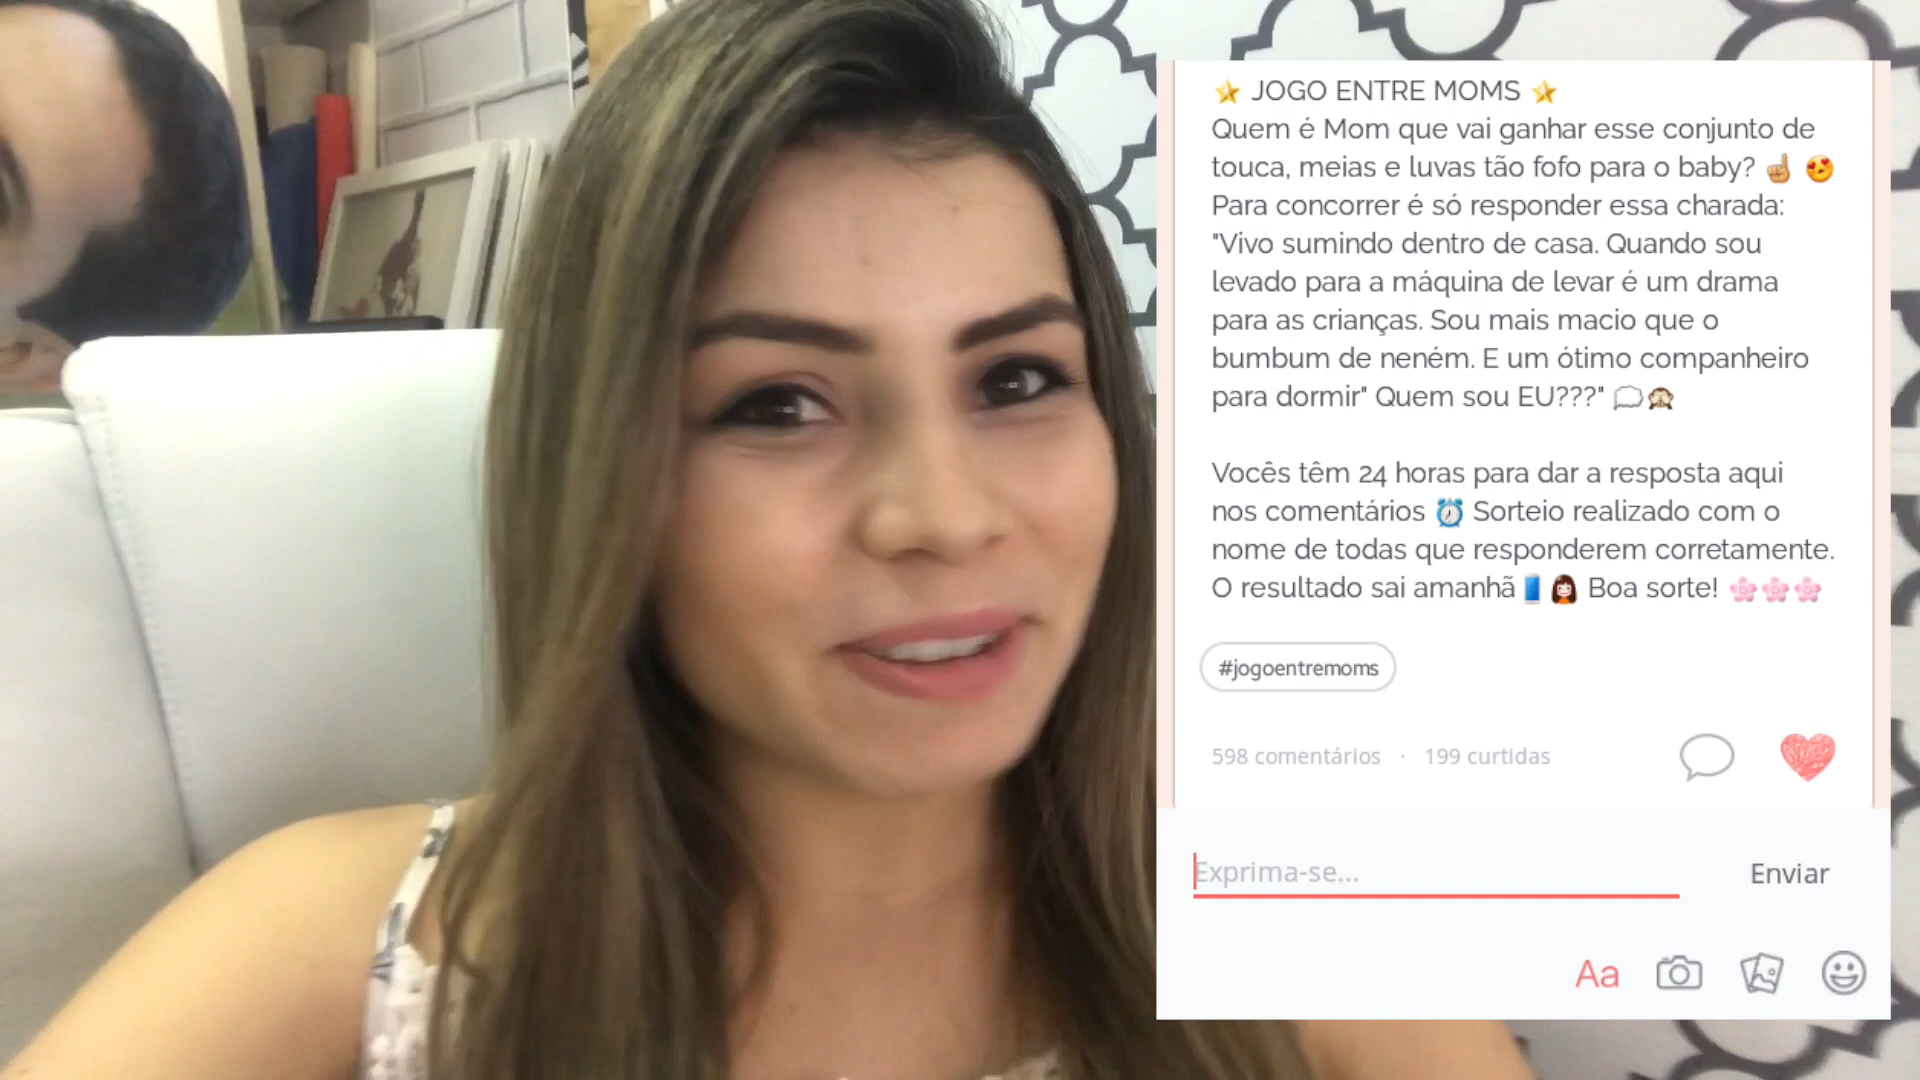 ⭐ JOGO ENTRE MOMS ⭐
Quem é Mom que vai ganhar esse conjunto de
touca, meias e luvas tão fofo para o baby? ☝🏼 😍
Para concorrer é só responder essa charada:
"Vivo sumindo dentro de casa. Quando sou
levado para a máquina de levar é um drama
para as crianças. Sou mais macio que o
bumbum de neném. E um ótimo companheiro
para dormir" Quem sou EU???" 💭🙈
Vocês têm 24 horas para dar a resposta aqui
nos comentários ⏰ Sorteio realizado com o
nome de todas que responderem corretamente.
O resultado sai amanhã📱👩 Boa sorte! 🌸🌸🌸
#jogoentremoms
598 comentários · 199 curtidas
Exprima-se...
Enviar
Aa